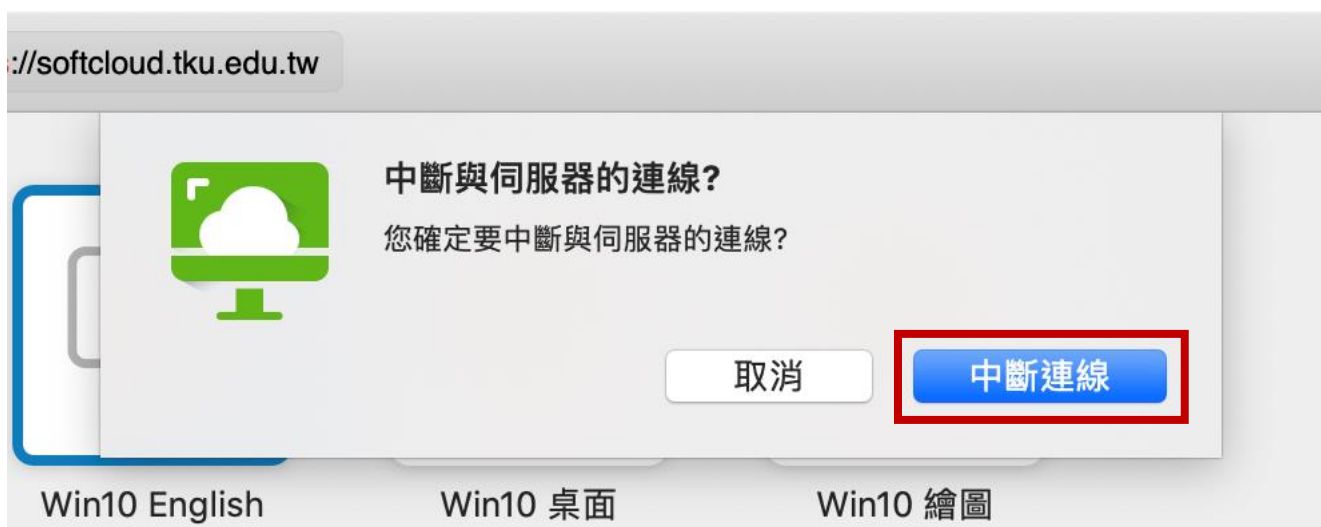 ://softcloud.tku.edu.tw
中斷與伺服器的連線?
您確定要中斷與伺服器的連線?
取消 中斷連線
Win10 English Win10 桌面 Win10 繪圖